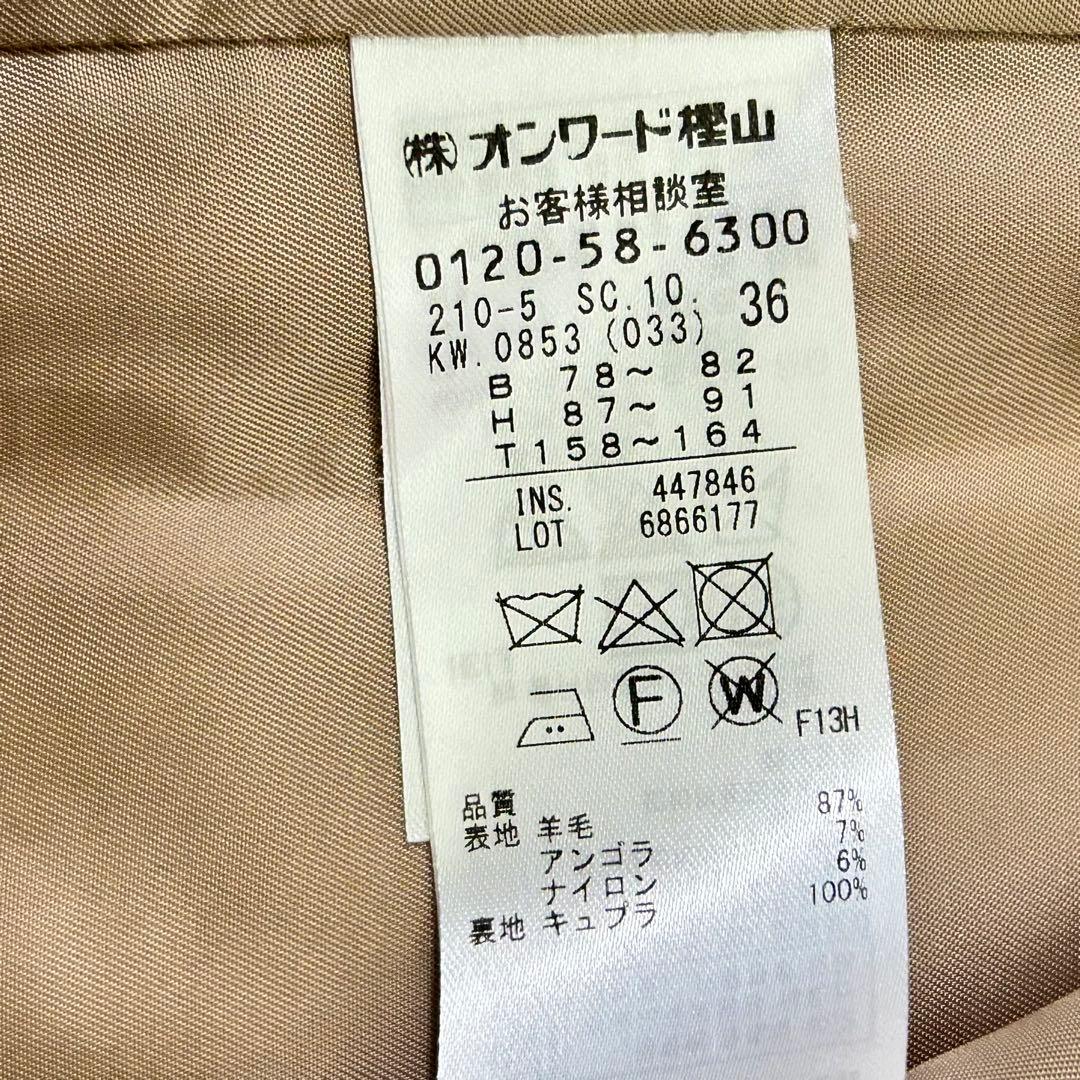 (株)オンワード樫山
お客様相談室
0120-58-6300
210-5 SC.10. 36
KW.0853 (033)
B 78～ 82
H 87～ 91
T158～164
INS. 447846
LOT 6866177
F W F13H
品質
表地 羊毛 87%
アンゴラ 7%
ナイロン 6%
裏地 キュプラ 100%